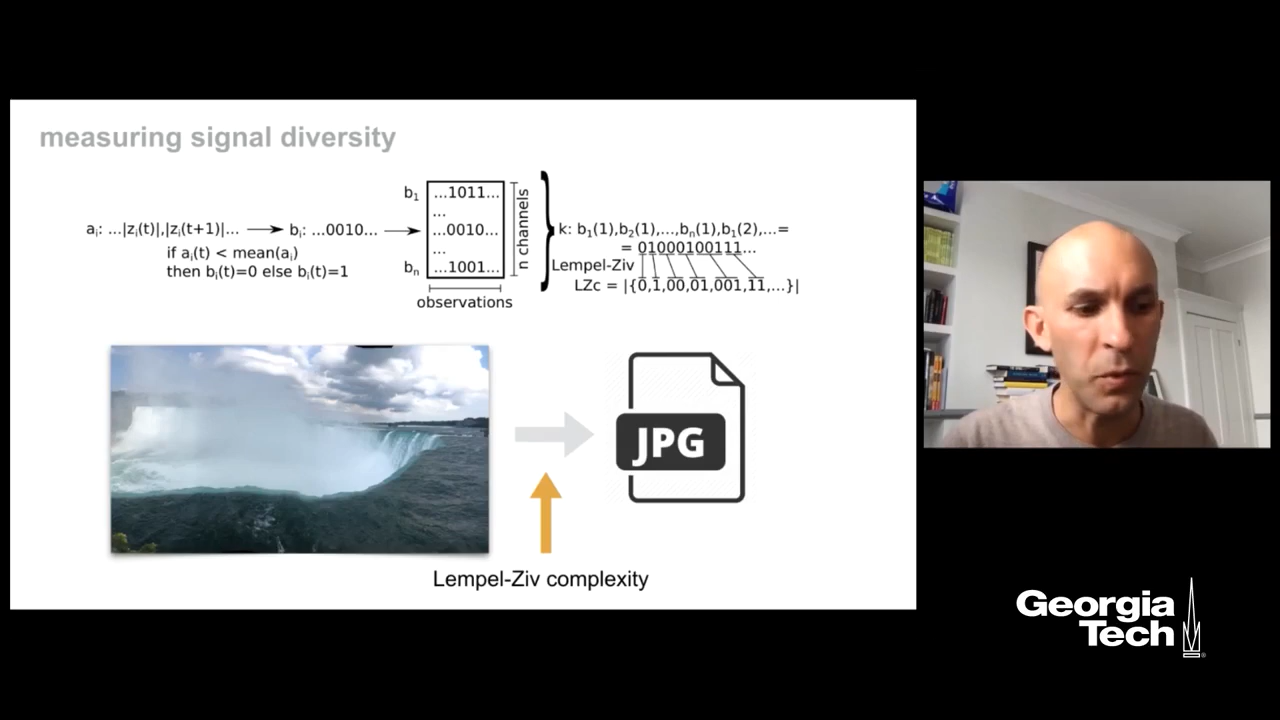 measuring signal diversity
aᵢ: ...|zᵢ(t)|,|zᵢ(t+1)|...
if aᵢ(t) < mean(aᵢ)
then bᵢ(t)=0 else bᵢ(t)=1
bᵢ: ...0010...
b₁
...1011...
...
...0010...
...
bₙ
...1001...
n channels
observations
k: b₁(1),b₂(1),...,bₙ(1),b₁(2),...=
= 01000100111...
Lempel-Ziv
LZc = |{0,1,00,01,001,11,...}|
JPG
Lempel-Ziv complexity
Georgia
Tech